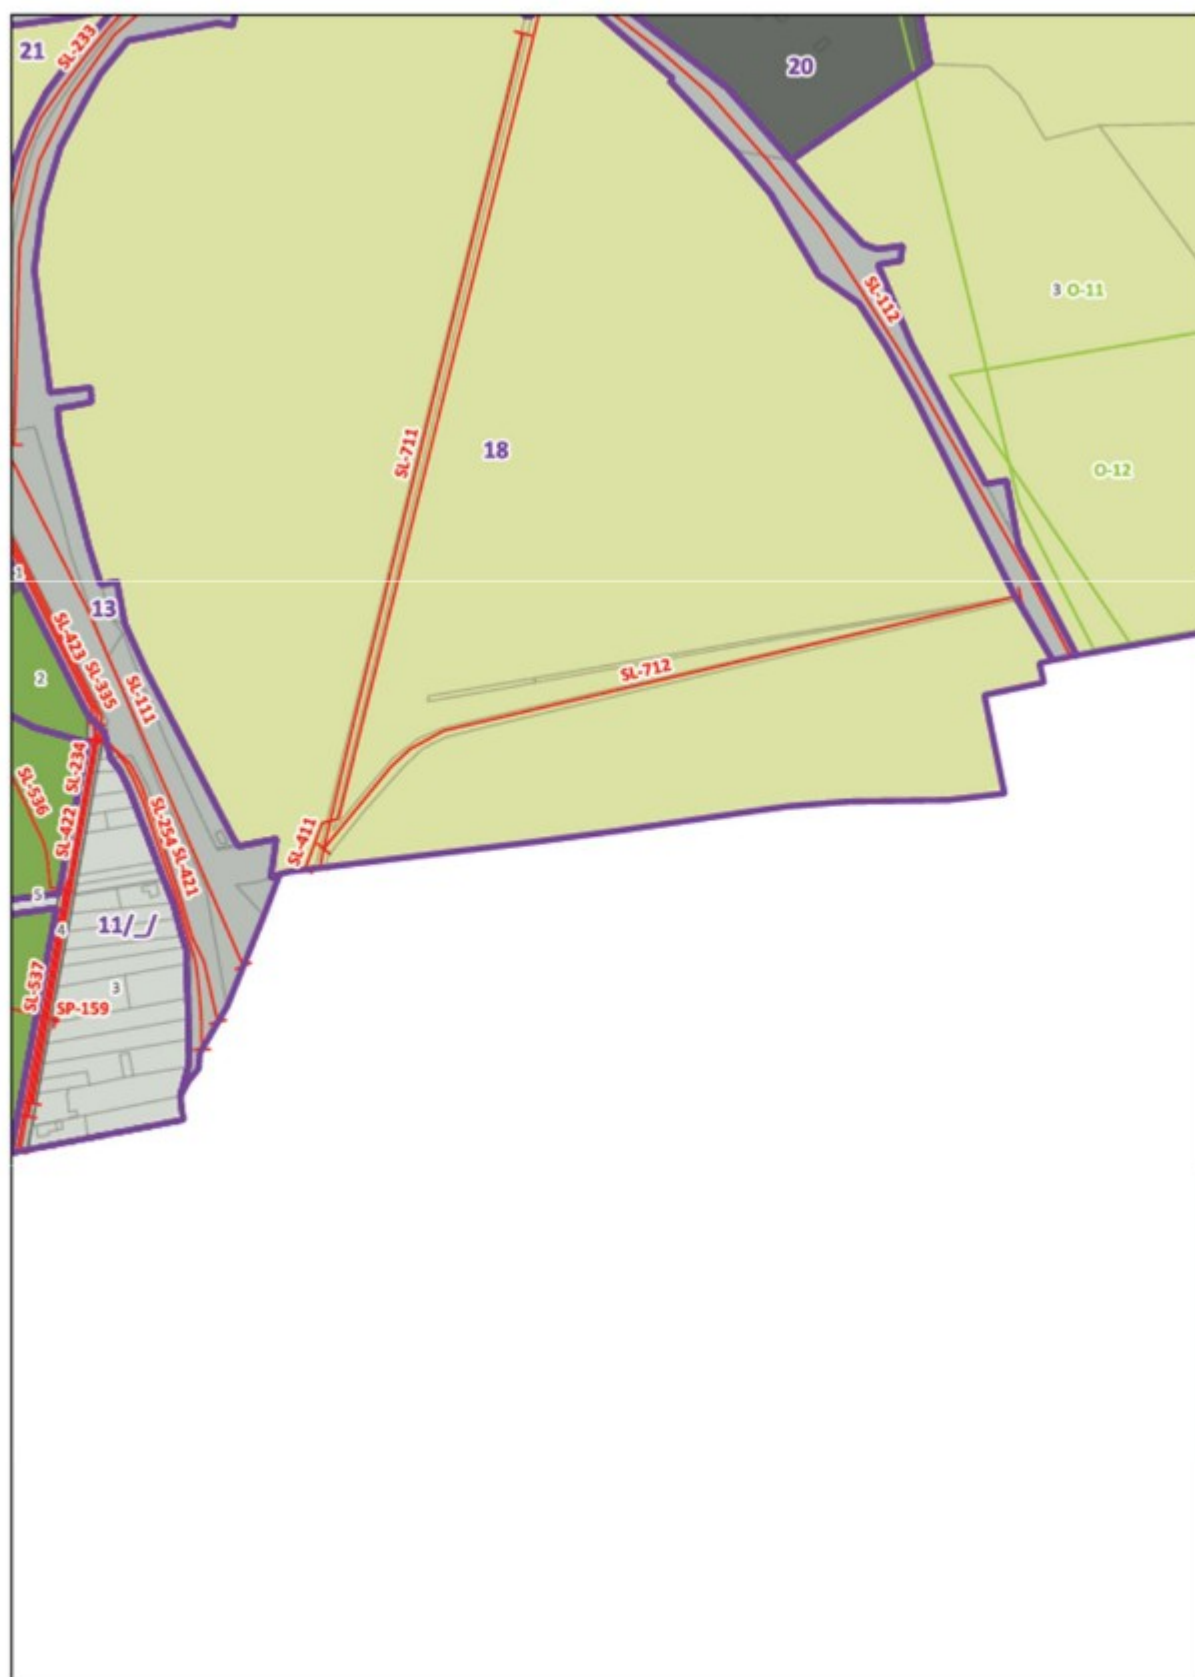 21
SL-233
20
SL-112
3 O-11
SL-711
18
O-12
1
13
SL-423
SL-335
SL-111
2
SL-712
SL-234
SL-536
SL-422
SL-254
SL-421
SL-411
5
4
11/_/
3
SL-537
SP-159